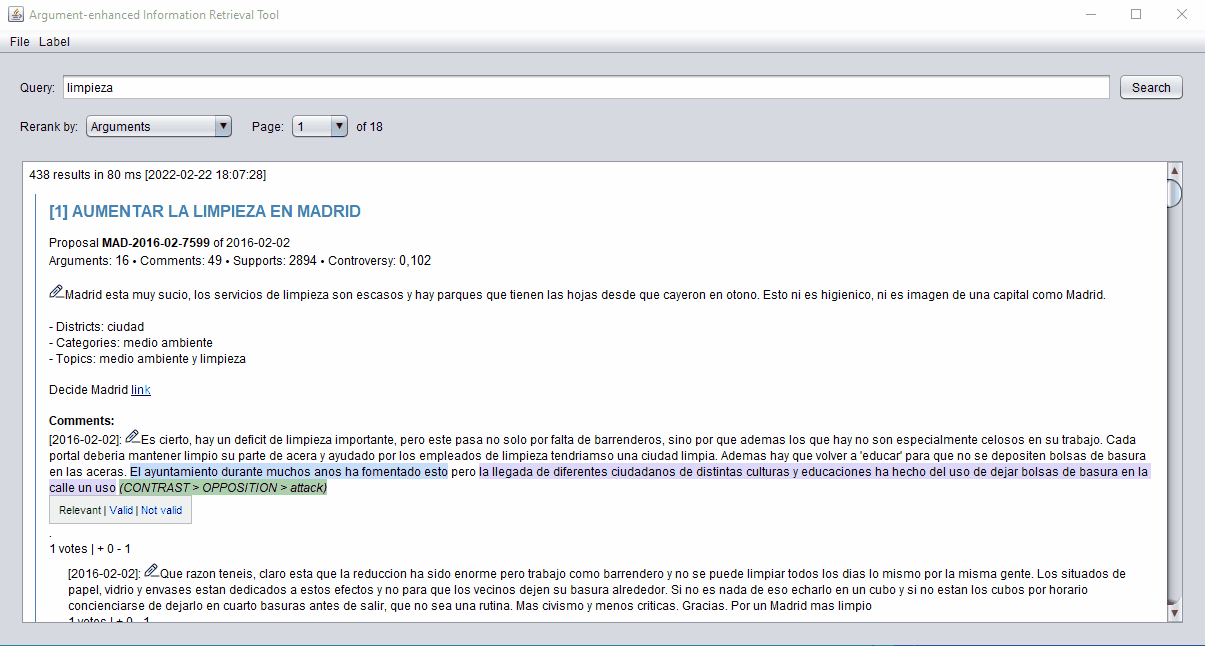 Argument-enhanced Information Retrieval Tool
File Label
Query: limpieza Search
Rerank by: Arguments Page: 1 of 18
438 results in 80 ms [2022-02-22 18:07:28]
[1] AUMENTAR LA LIMPIEZA EN MADRID
Proposal MAD-2016-02-7599 of 2016-02-02
Arguments: 16 • Comments: 49 • Supports: 2894 • Controversy: 0,102
Madrid esta muy sucio, los servicios de limpieza son escasos y hay parques que tienen las hojas desde que cayeron en otono. Esto ni es higienico, ni es imagen de una capital como Madrid.
- Districts: ciudad
- Categories: medio ambiente
- Topics: medio ambiente y limpieza
Decide Madrid link
Comments:
[2016-02-02]: Es cierto, hay un deficit de limpieza importante, pero este pasa no solo por falta de barrenderos, sino por que ademas los que hay no son especialmente celosos en su trabajo. Cada
portal deberia mantener limpio su parte de acera y ayudado por los empleados de limpieza tendriamso una ciudad limpia. Ademas hay que volver a 'educar' para que no se depositen bolsas de basura
en las aceras. El ayuntamiento durante muchos anos ha fomentado esto pero la llegada de diferentes ciudadanos de distintas culturas y educaciones ha hecho del uso de dejar bolsas de basura en la
calle un uso (CONTRAST > OPPOSITION > attack)
Relevant | Valid | Not valid
.
1 votes | + 0 - 1
[2016-02-02]: Que razon teneis, claro esta que la reduccion ha sido enorme pero trabajo como barrendero y no se puede limpiar todos los dias lo mismo por la misma gente. Los situados de
papel, vidrio y envases estan dedicados a estos efectos y no para que los vecinos dejen su basura alrededor. Si no es nada de eso echarlo en un cubo y si no estan los cubos por horario
concienciarse de dejarlo en cuarto basuras antes de salir, que no sea una rutina. Mas civismo y menos criticas. Gracias. Por un Madrid mas limpio
1 votes | + 0 - 1